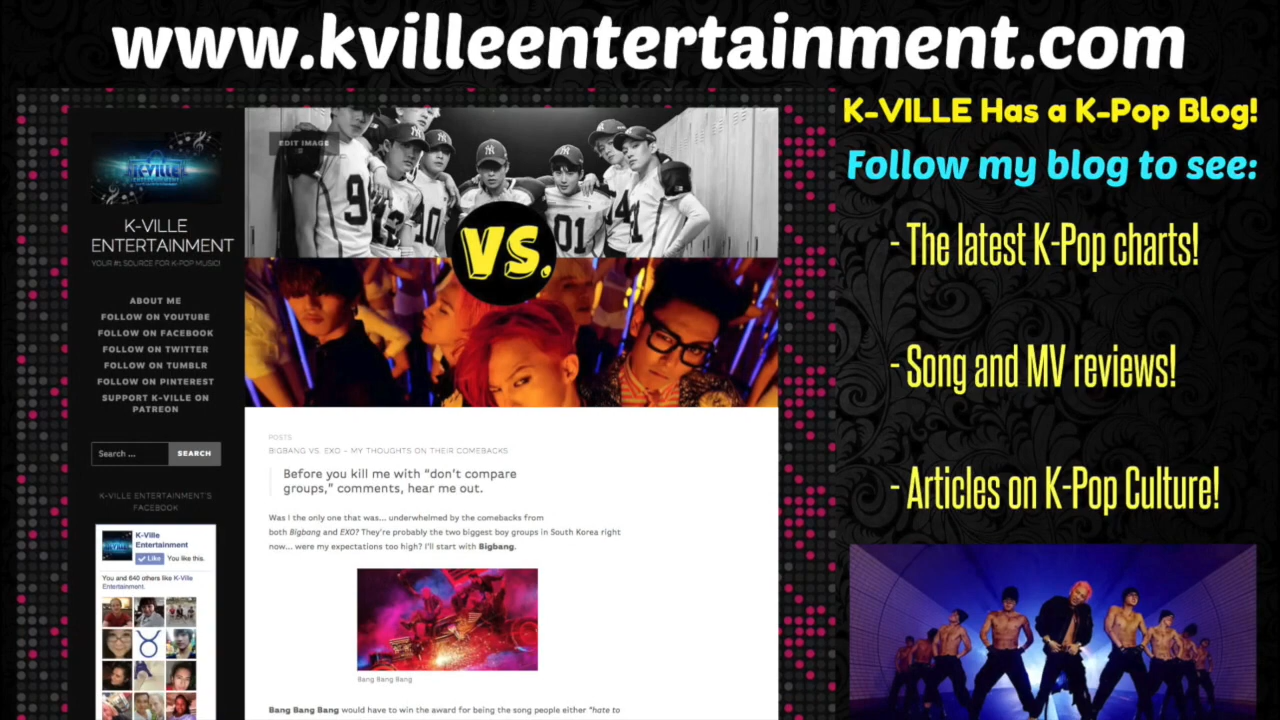 www.kvilleentertainment.com
K-VILLE Has a K-Pop Blog!
Follow my blog to see:
- The latest K-Pop charts!
- Song and MV reviews!
- Articles on K-Pop Culture!
K-VILLE
ENTERTAINMENT
K-VILLE
ENTERTAINMENT
YOUR #1 SOURCE FOR K-POP MUSIC!
ABOUT ME
FOLLOW ON YOUTUBE
FOLLOW ON FACEBOOK
FOLLOW ON TWITTER
FOLLOW ON TUMBLR
FOLLOW ON PINTEREST
SUPPORT K-VILLE ON
PATREON
Search ... SEARCH
K-VILLE ENTERTAINMENT'S
FACEBOOK
K-Ville
Entertainment
Like You like this.
You and 640 others like K-Ville
Entertainment.
EDIT IMAGE
9 12 10 01 14 1
VS.
POSTS
BIGBANG VS. EXO – MY THOUGHTS ON THEIR COMEBACKS
Before you kill me with "don't compare
groups," comments, hear me out.
Was I the only one that was... underwhelmed by the comebacks from
both Bigbang and EXO? They're probably the two biggest boy groups in South Korea right
now... were my expectations too high? I'll start with Bigbang.
Bang Bang Bang
Bang Bang Bang would have to win the award for being the song people either "hate to